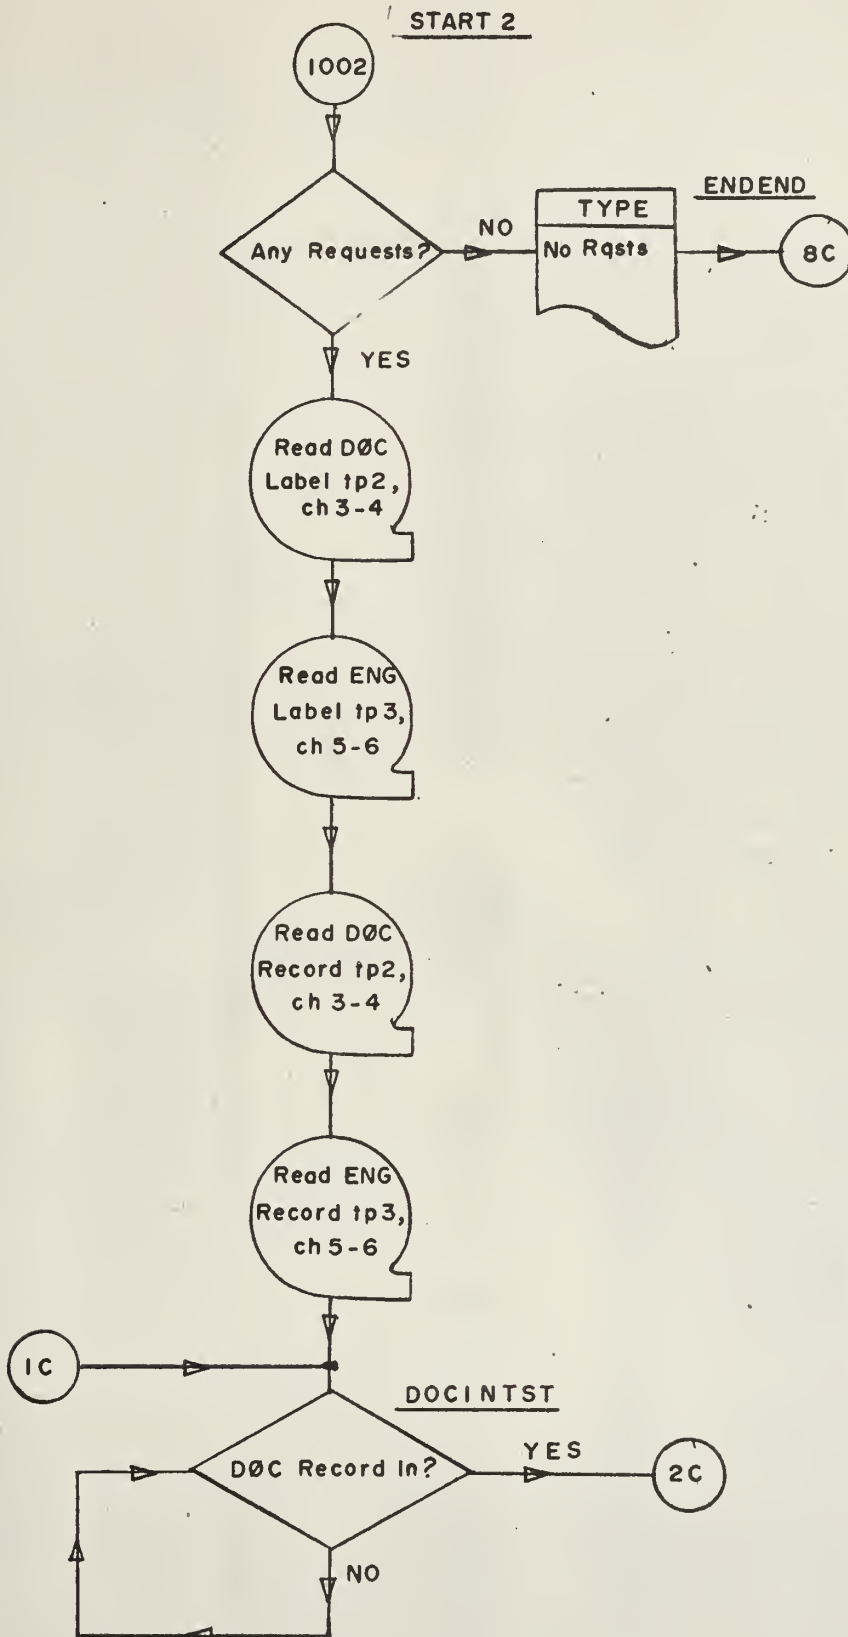 START 2
1002
Any Requests?
NO
TYPE
No Rqsts
ENDEND
8C
YES
Read DØC
Label tp2,
ch 3-4
Read ENG
Label tp3,
ch 5-6
Read DØC
Record tp2,
ch 3-4
Read ENG
Record tp3,
ch 5-6
1C
DOCINTST
DØC Record In?
YES
2C
NO